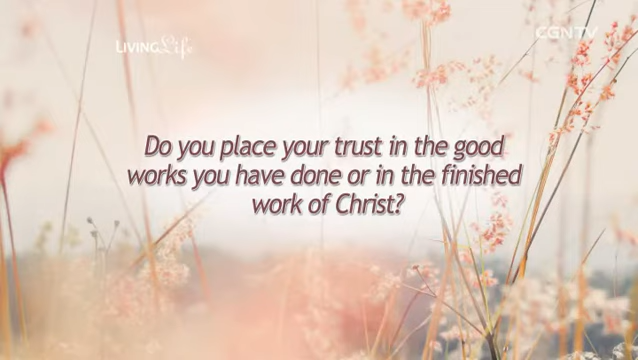 LIVING Life
CGNTV
Do you place your trust in the good
works you have done or in the finished
work of Christ?